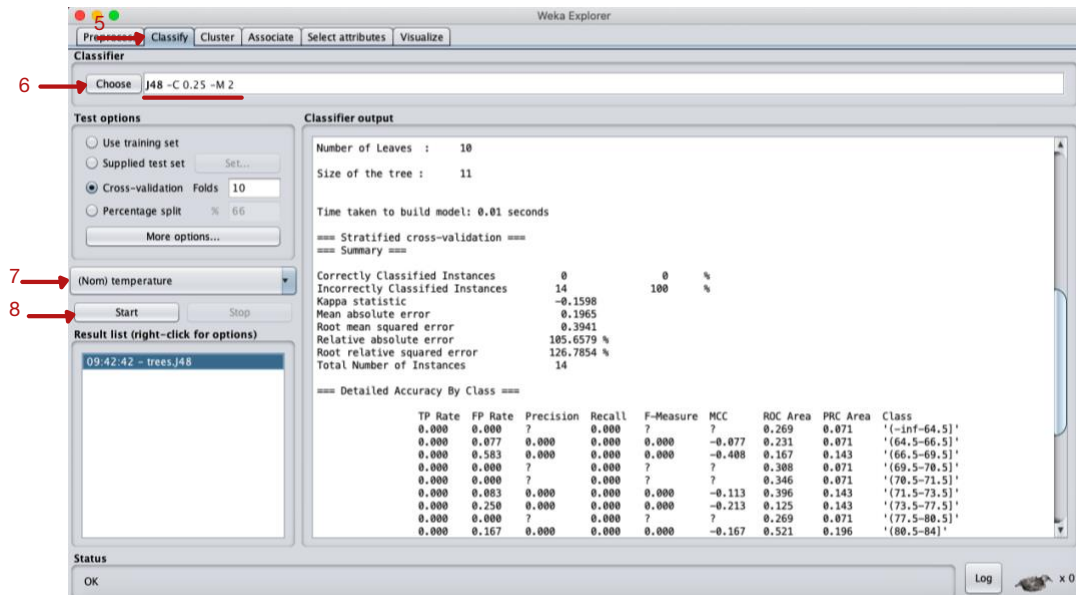 Weka Explorer
5
Preprocess Classify Cluster Associate Select attributes Visualize
Classifier
6
Choose J48 -C 0.25 -M 2
Test options
Use training set
Supplied test set Set...
Cross-validation Folds 10
Percentage split % 66
More options...
7
(Nom) temperature
8
Start Stop
Result list (right-click for options)
09:42:42 - trees.J48
Classifier output
Number of Leaves : 10
Size of the tree : 11
Time taken to build model: 0.01 seconds
=== Stratified cross-validation ===
=== Summary ===
Correctly Classified Instances 0 0 %
Incorrectly Classified Instances 14 100 %
Kappa statistic -0.1598
Mean absolute error 0.1965
Root mean squared error 0.3941
Relative absolute error 105.6579 %
Root relative squared error 126.7854 %
Total Number of Instances 14
=== Detailed Accuracy By Class ===
TP Rate FP Rate Precision Recall F-Measure MCC ROC Area PRC Area Class
0.000 0.000 ? 0.000 ? ? 0.269 0.071 '(-inf-64.5]'
0.000 0.077 0.000 0.000 0.000 -0.077 0.231 0.071 '(64.5-66.5]'
0.000 0.583 0.000 0.000 0.000 -0.408 0.167 0.143 '(66.5-69.5]'
0.000 0.000 ? 0.000 ? ? 0.308 0.071 '(69.5-70.5]'
0.000 0.000 ? 0.000 ? ? 0.346 0.071 '(70.5-71.5]'
0.000 0.083 0.000 0.000 0.000 -0.113 0.396 0.143 '(71.5-73.5]'
0.000 0.250 0.000 0.000 0.000 -0.213 0.125 0.143 '(73.5-77.5]'
0.000 0.000 ? 0.000 ? ? 0.269 0.071 '(77.5-80.5]'
0.000 0.167 0.000 0.000 0.000 -0.167 0.521 0.196 '(80.5-84]'
Status
OK
Log x 0